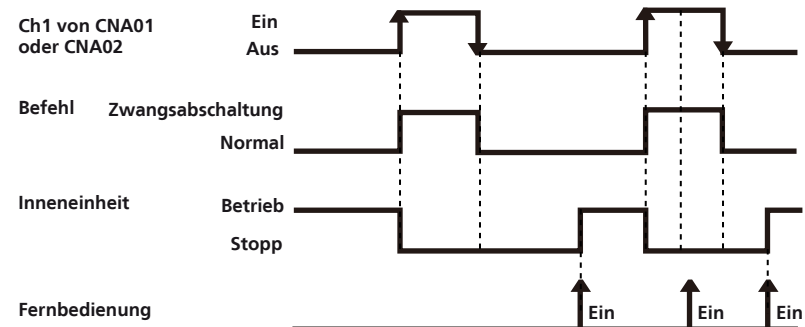 Ch1 von CNA01
oder CNA02
Ein
Aus
Befehl
Zwangsabschaltung
Normal
Inneneinheit
Betrieb
Stopp
Fernbedienung
Ein
Ein
Ein